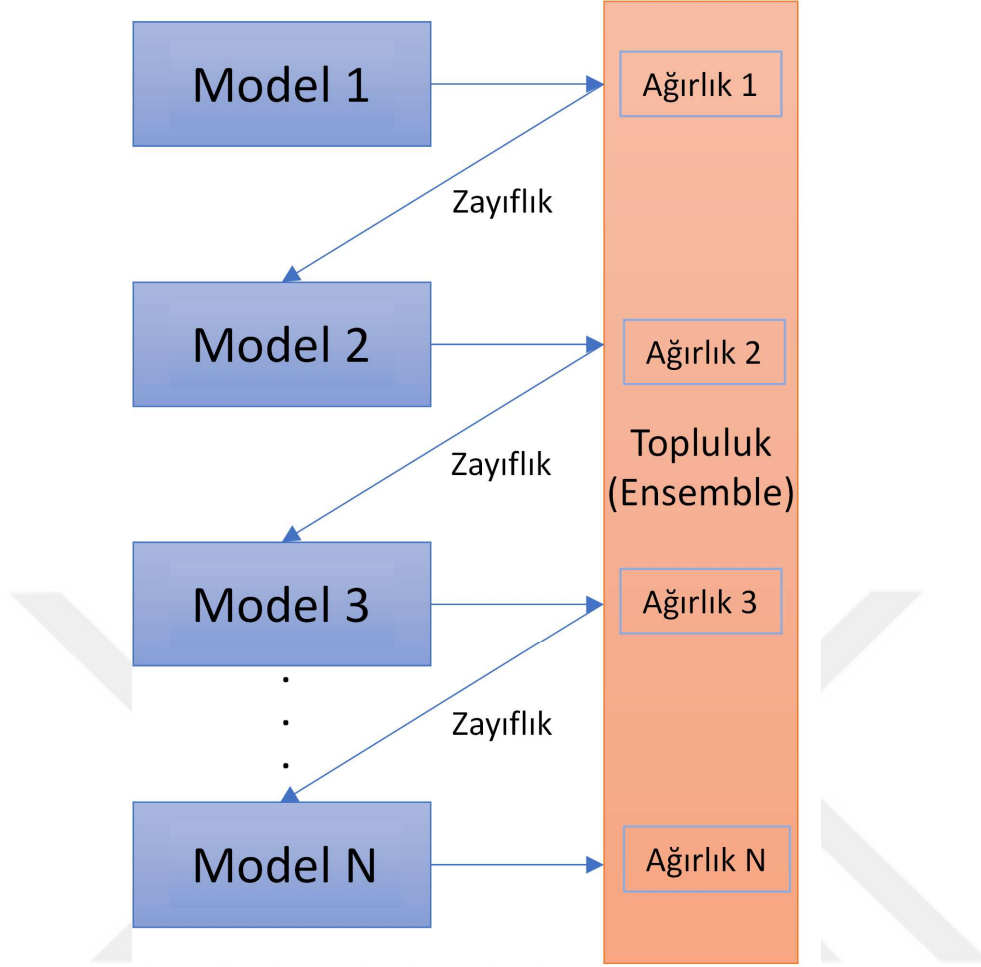 Model 1
Ağırlık 1
Zayıflık
Model 2
Ağırlık 2
Zayıflık
Topluluk
(Ensemble)
Model 3
Ağırlık 3
Zayıflık
Model N
Ağırlık N